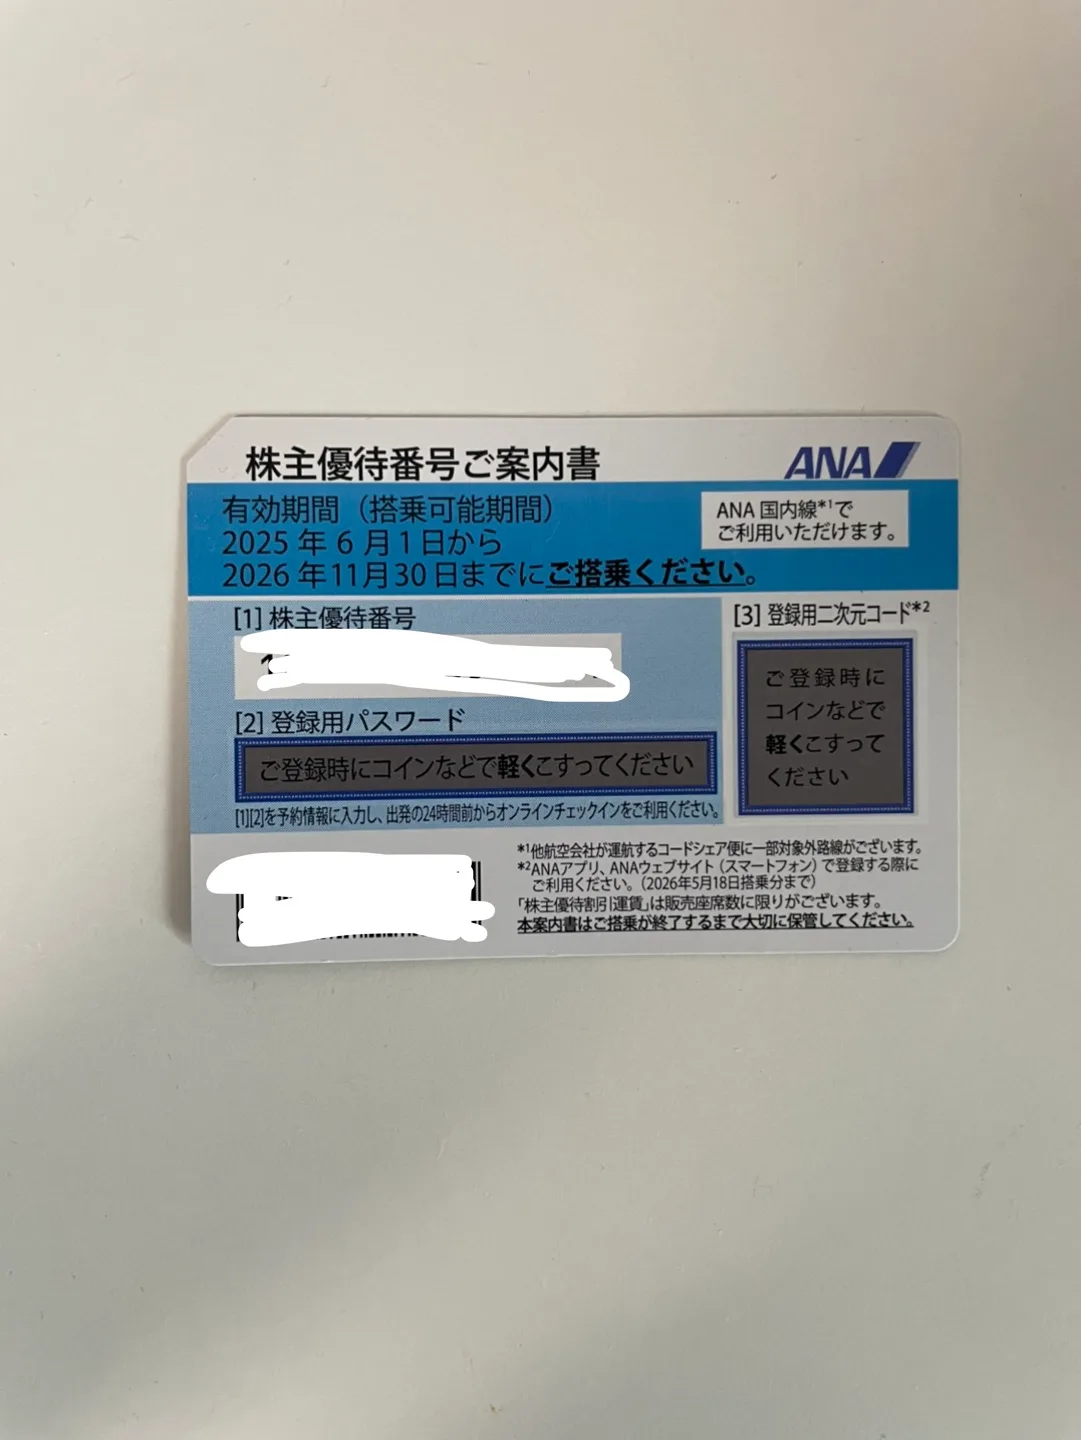 株主優待番号ご案内書
ANA
有効期間（搭乗可能期間）
2025年6月1日から
2026年11月30日までにご搭乗ください。
ANA国内線*1で
ご利用いただけます。
[1] 株主優待番号
[2] 登録用パスワード
ご登録時にコインなどで軽くこすってください
[1][2]を予約情報に入力し、出発の24時間前からオンラインチェックインをご利用ください。
[3] 登録用二次元コード*2
ご登録時に
コインなどで
軽くこすって
ください
*1他航空会社が運航するコードシェア便に一部対象外路線がございます。
*2ANAアプリ、ANAウェブサイト（スマートフォン）で登録する際に
ご利用ください。（2026年5月18日搭乗分まで）
「株主優待割引運賃」は販売座席数に限りがございます。
本案内書はご搭乗が終了するまで大切に保管してください。